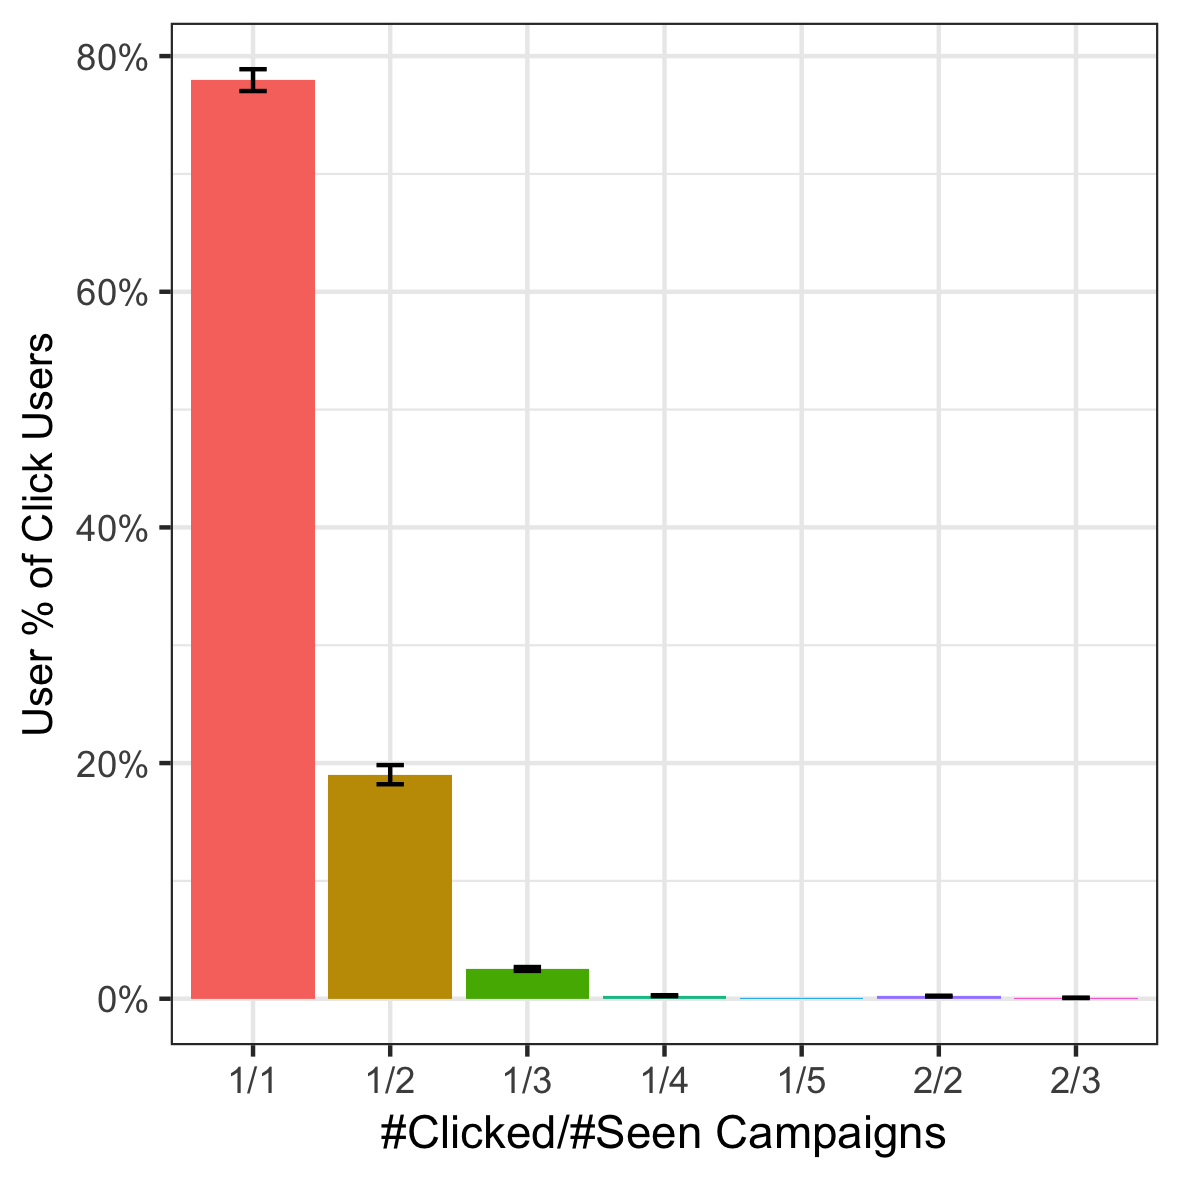 80%
60%
40%
20%
0%
User % of Click Users
1/1 1/2 1/3 1/4 1/5 2/2 2/3
#Clicked/#Seen Campaigns